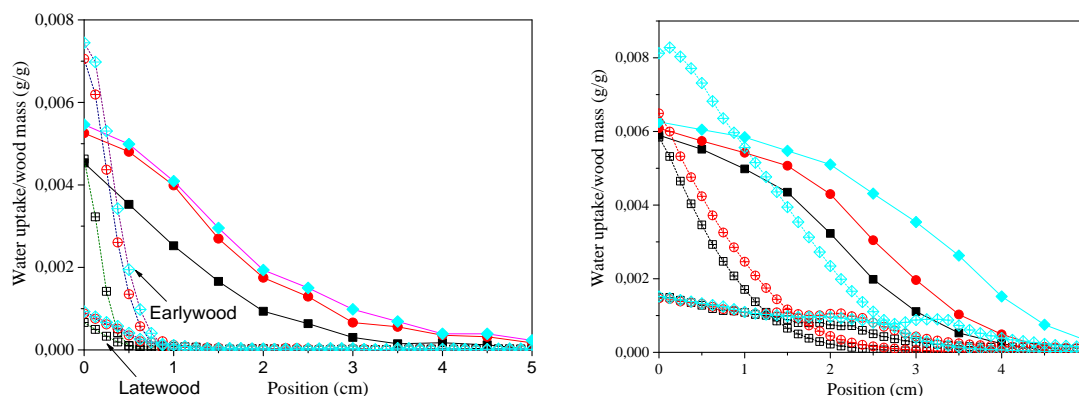 Water uptake/wood mass (g/g)
0,008
0,006
0,004
0,002
0,000
Earlywood
Latewood
0 1 2 3 4 5
Position (cm)
Water uptake/wood mass (g/g)
0,008
0,006
0,004
0,002
0,000
0 1 2 3 4
Position (cm)